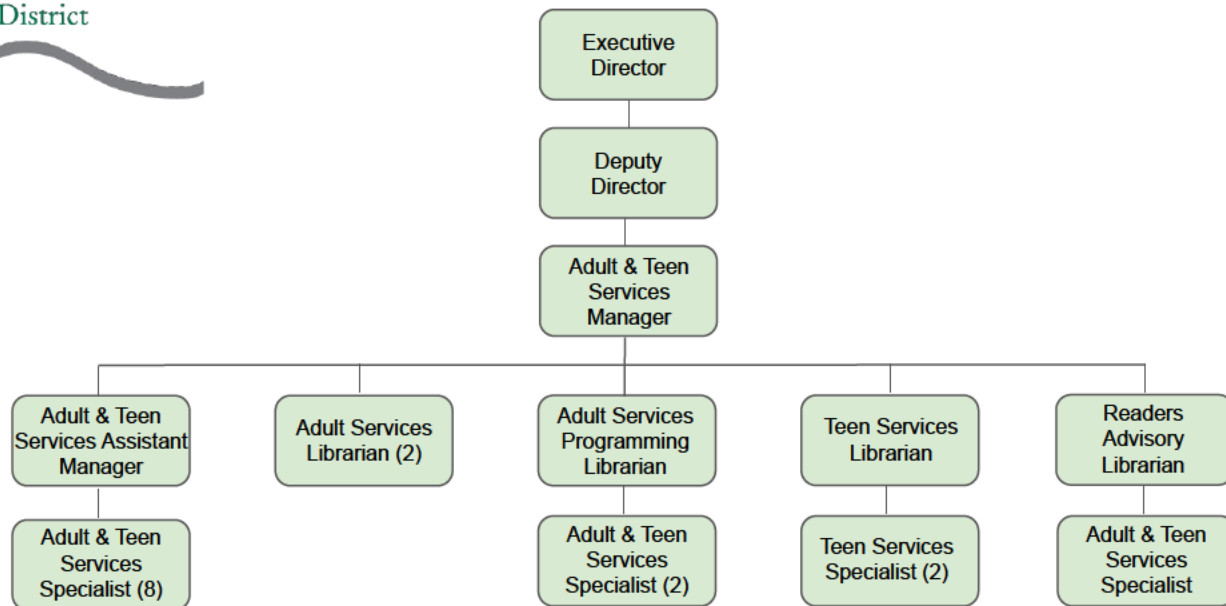 District
Executive
Director
Deputy
Director
Adult & Teen
Services
Manager
Adult & Teen
Services Assistant
Manager
Adult Services
Librarian (2)
Adult Services
Programming
Librarian
Teen Services
Librarian
Readers
Advisory
Librarian
Adult & Teen
Services
Specialist (8)
Adult & Teen
Services
Specialist (2)
Teen Services
Specialist (2)
Adult & Teen
Services
Specialist